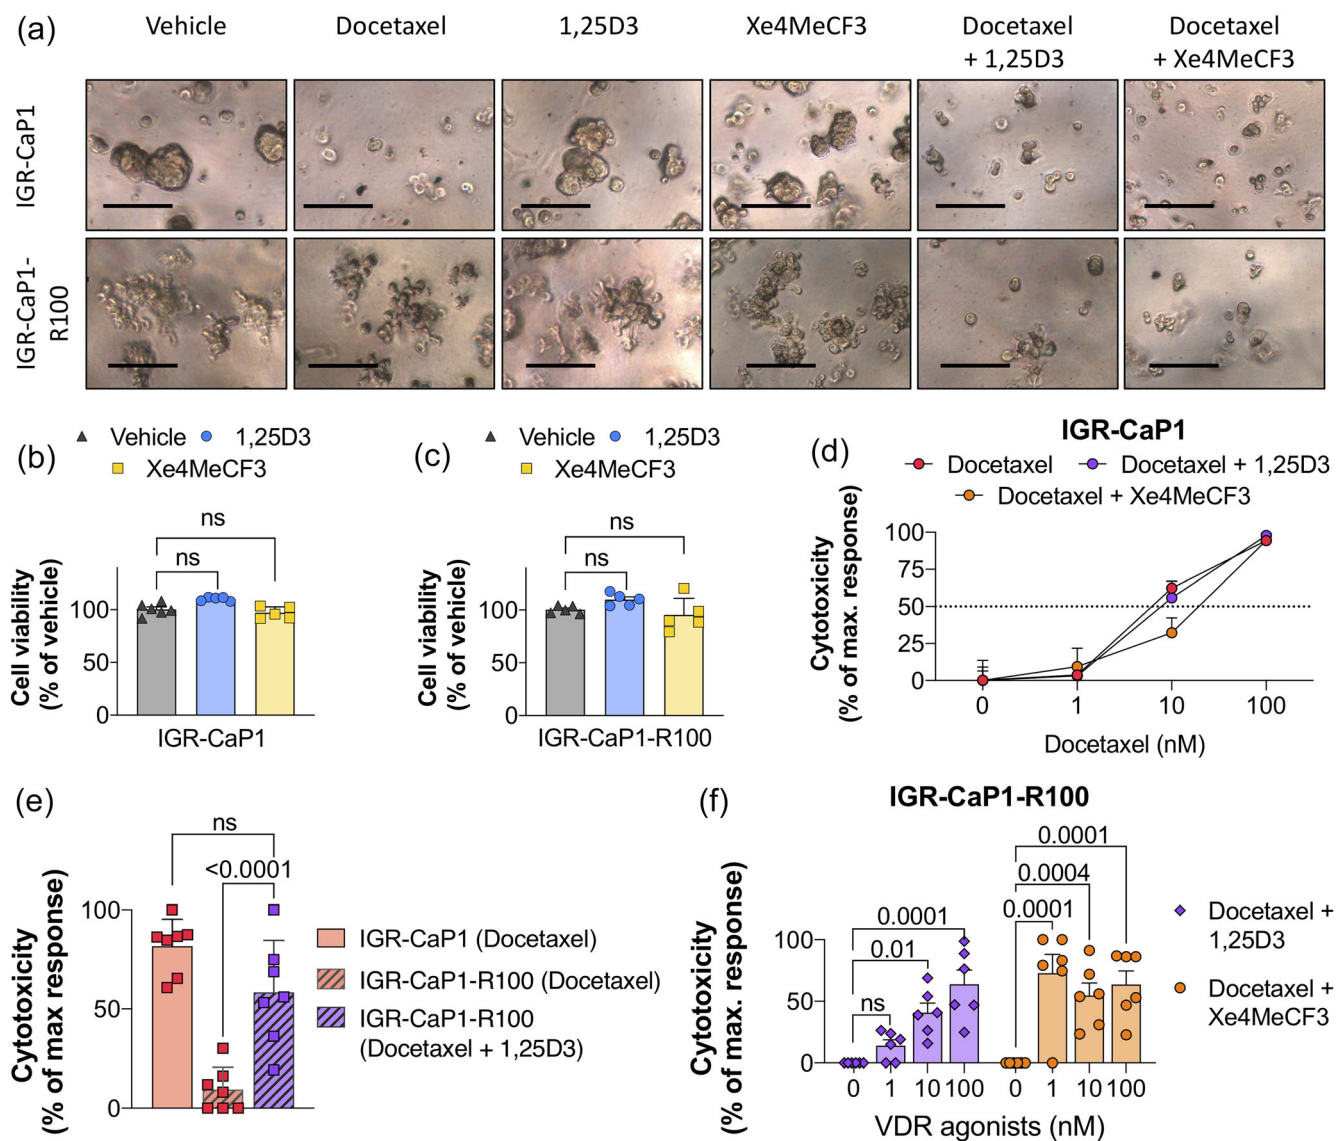 (a)
Vehicle
Docetaxel
1,25D3
Xe4MeCF3
Docetaxel
+ 1,25D3
Docetaxel
+ Xe4MeCF3
IGR-CaP1
IGR-CaP1-
R100
(b)
Vehicle
1,25D3
Xe4MeCF3
ns
ns
Cell viability
(% of vehicle)
100
50
0
IGR-CaP1
(c)
Vehicle
1,25D3
Xe4MeCF3
ns
ns
Cell viability
(% of vehicle)
100
50
0
IGR-CaP1-R100
(d)
IGR-CaP1
Docetaxel
Docetaxel + 1,25D3
Docetaxel + Xe4MeCF3
Cytotoxicity
(% of max. response)
100
75
50
25
0
0 1 10 100
Docetaxel (nM)
(e)
ns
<0.0001
Cytotoxicity
(% of max response)
100
50
0
IGR-CaP1 (Docetaxel)
IGR-CaP1-R100 (Docetaxel)
IGR-CaP1-R100
(Docetaxel + 1,25D3)
(f)
IGR-CaP1-R100
0.0001
0.0004
0.0001
0.0001
0.01
ns
Cytotoxicity
(% of max. response)
100
50
0
0 1 10 100 0 1 10 100
VDR agonists (nM)
Docetaxel +
1,25D3
Docetaxel +
Xe4MeCF3